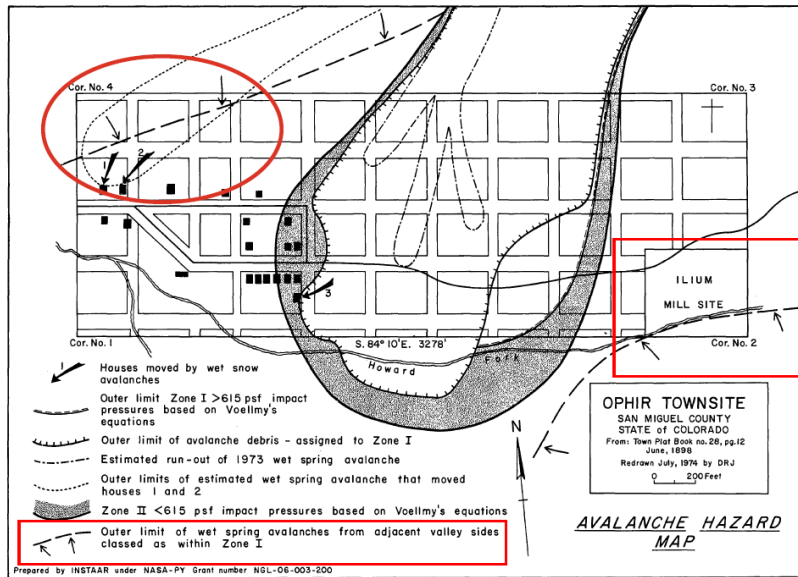 Cor. No. 4
Cor. No. 3
1
2
3
ILIUM
MILL SITE
Cor. No. 1
S. 84° 10'E. 3278'
Cor. No. 2
Howard Fork
N
1
Houses moved by wet snow
avalanches
Outer limit Zone I >615 psf impact
pressures based on Voellmy's
equations
Outer limit of avalanche debris - assigned to Zone I
Estimated run-out of 1973 wet spring avalanche
Outer limits of estimated wet spring avalanche that moved
houses 1 and 2
Zone II <615 psf impact pressures based on Voellmy's equations
Outer limit of wet spring avalanches from adjacent valley sides
classed as within Zone I
Prepared by INSTAAR under NASA-PY Grant number NGL-06-003-200
OPHIR TOWNSITE
SAN MIGUEL COUNTY
STATE of COLORADO
From: Town Plat Book no. 28, pg. 12
June, 1898
Redrawn July, 1974 by DRJ
0 200 Feet
AVALANCHE HAZARD
MAP